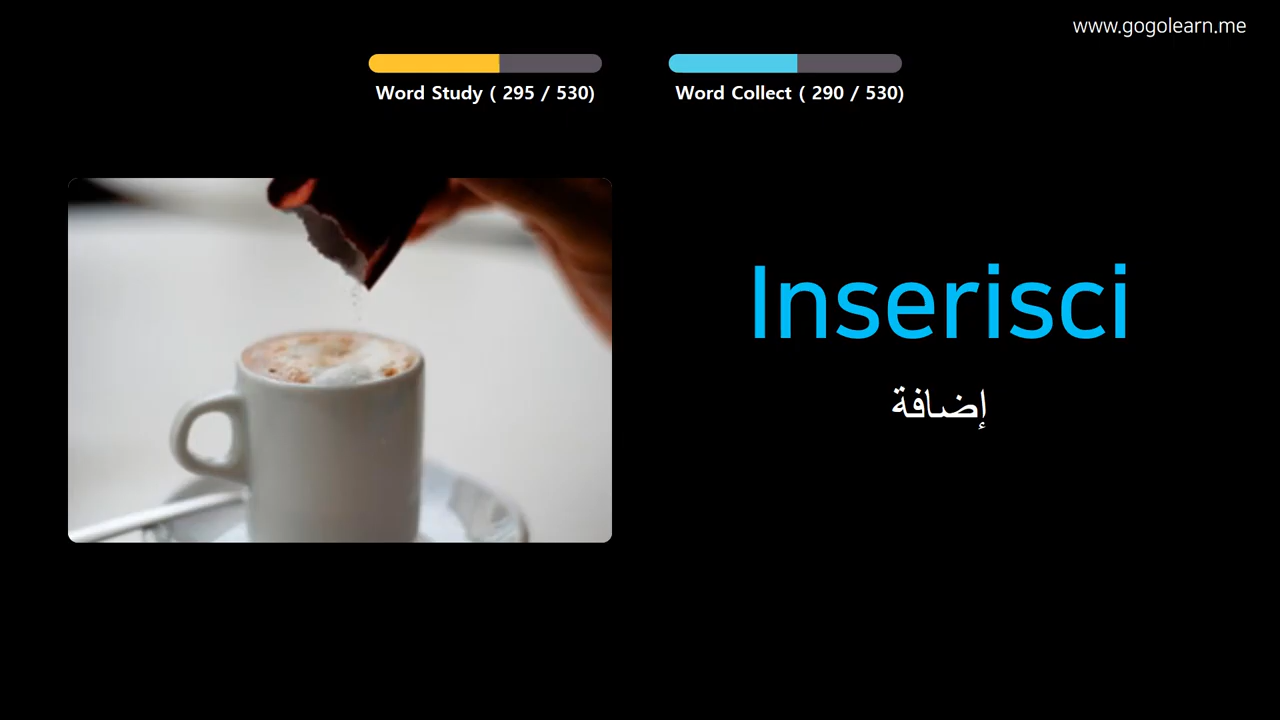 www.gogolearn.me
Word Study ( 295 / 530)
Word Collect ( 290 / 530)
Inserisci
إضافة